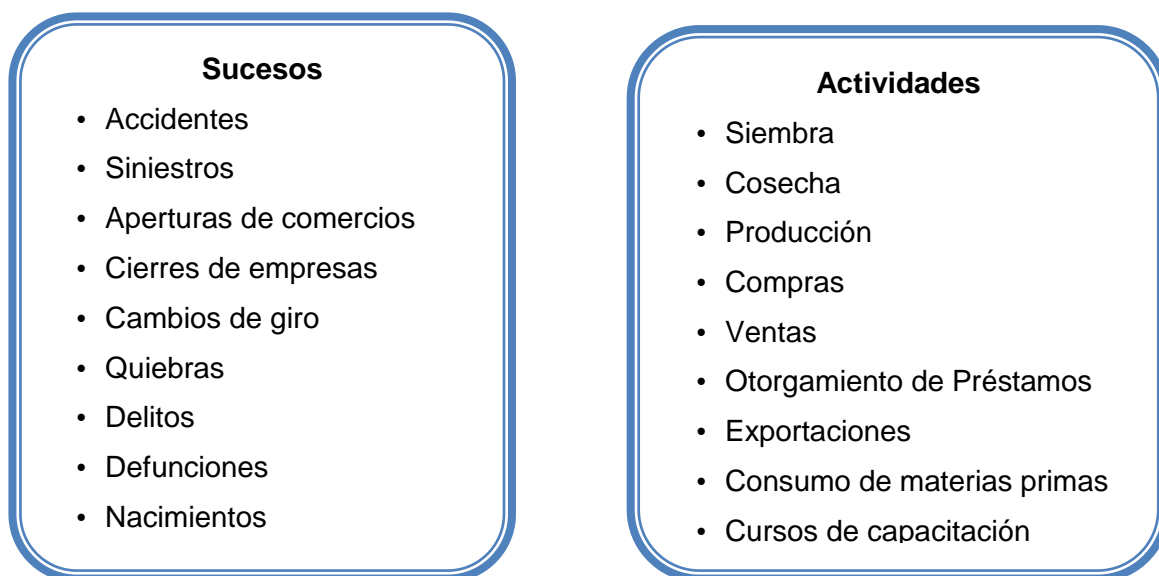 Sucesos
• Accidentes
• Siniestros
• Aperturas de comercios
• Cierres de empresas
• Cambios de giro
• Quiebras
• Delitos
• Defunciones
• Nacimientos
Actividades
• Siembra
• Cosecha
• Producción
• Compras
• Ventas
• Otorgamiento de Préstamos
• Exportaciones
• Consumo de materias primas
• Cursos de capacitación